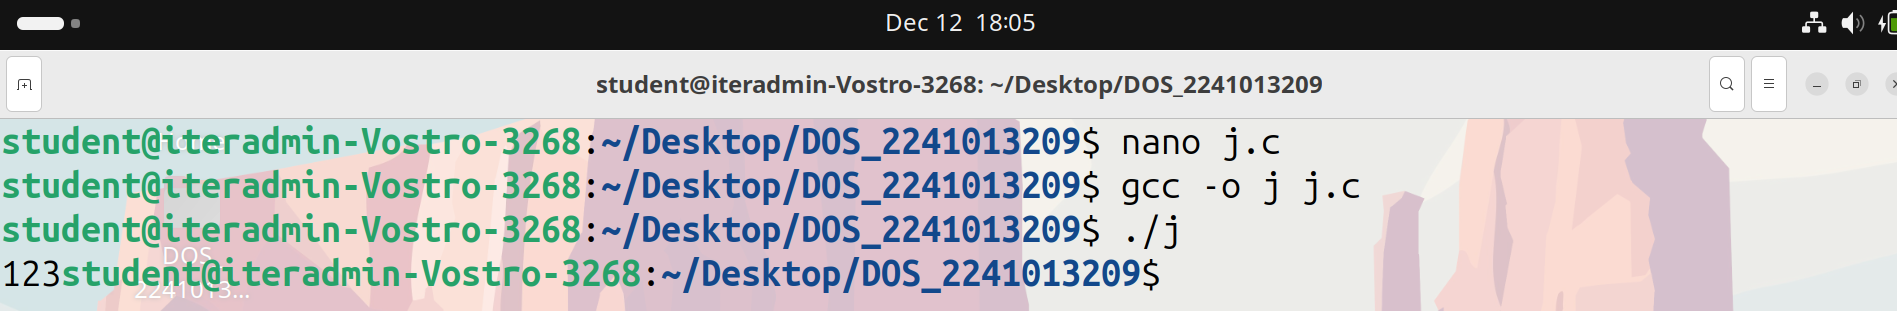 Dec 12 18:05
student@iteradmin-Vostro-3268: ~/Desktop/DOS_2241013209
student@iteradmin-Vostro-3268:~/Desktop/DOS_2241013209$ nano j.c
student@iteradmin-Vostro-3268:~/Desktop/DOS_2241013209$ gcc -o j j.c
student@iteradmin-Vostro-3268:~/Desktop/DOS_2241013209$ ./j
DOS
123student@iteradmin-Vostro-3268:~/Desktop/DOS_2241013209$
2241013...